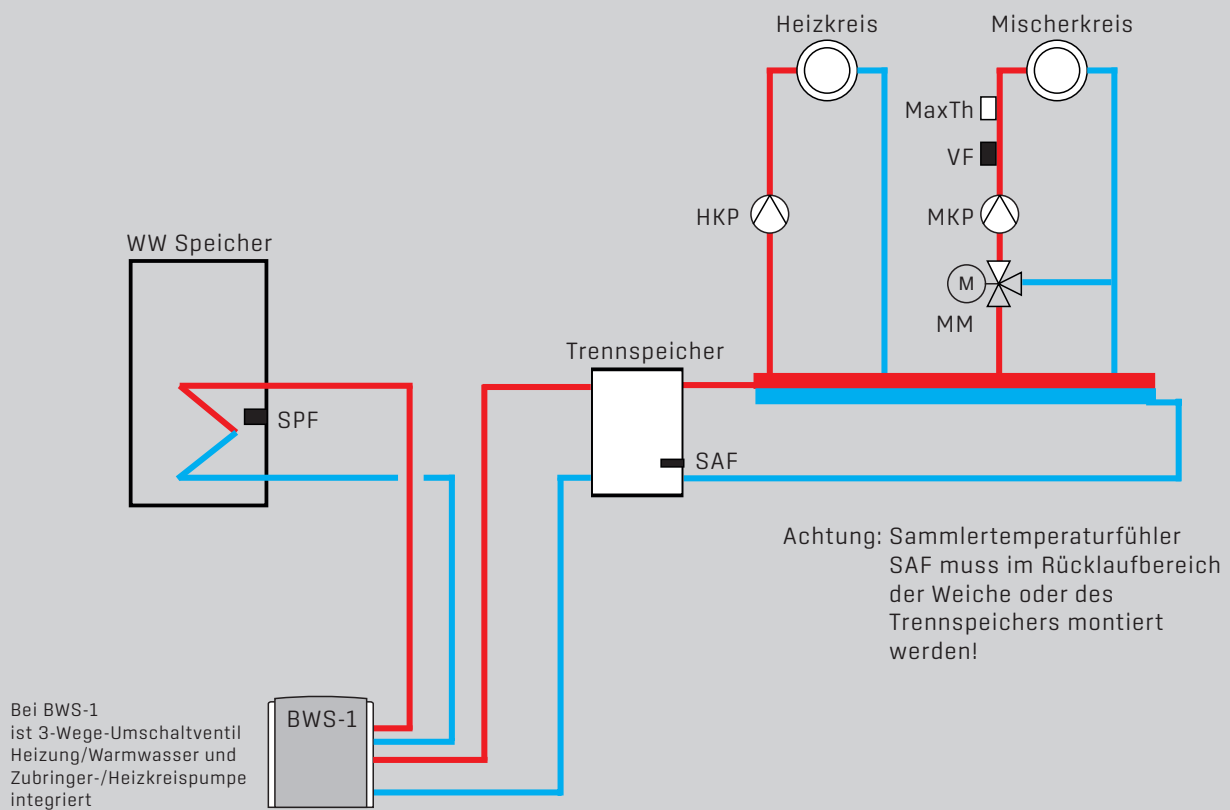 Heizkreis
Mischerkreis
MaxTh
VF
HKP
MKP
WW Speicher
M
MM
Trennspeicher
SPF
SAF
Achtung: Sammlertemperaturfühler
SAF muss im Rücklaufbereich
der Weiche oder des
Trennspeichers montiert
werden!
BWS-1
Bei BWS-1
ist 3-Wege-Umschaltventil
Heizung/Warmwasser und
Zubringer-/Heizkreispumpe
integriert